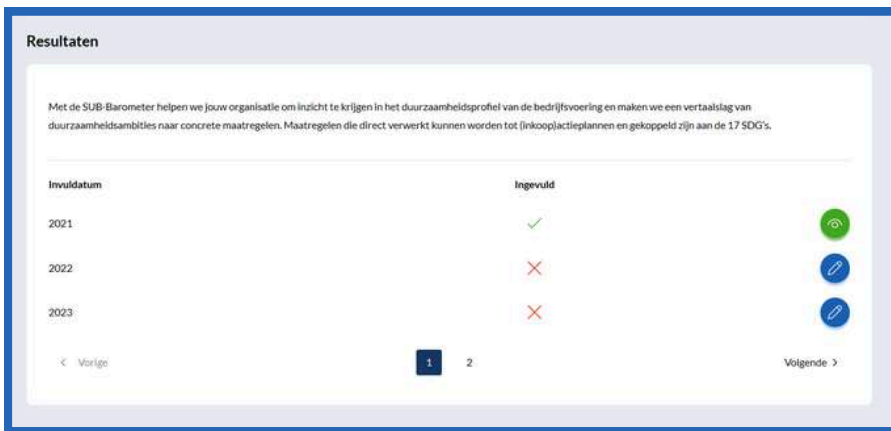 Resultaten
Met de SUB-Barometer helpen we jouw organisatie om inzicht te krijgen in het duurzaamheidsprofiel van de bedrijfsvoering en maken we een vertaalslag van
duurzaamheidsambities naar concrete maatregelen. Maatregelen die direct verwerkt kunnen worden tot (inkoop)actieplannen en gekoppeld zijn aan de 17 SDG's.
Invuldatum Ingevuld
2021
2022
2023
Vorige 1 2 Volgende